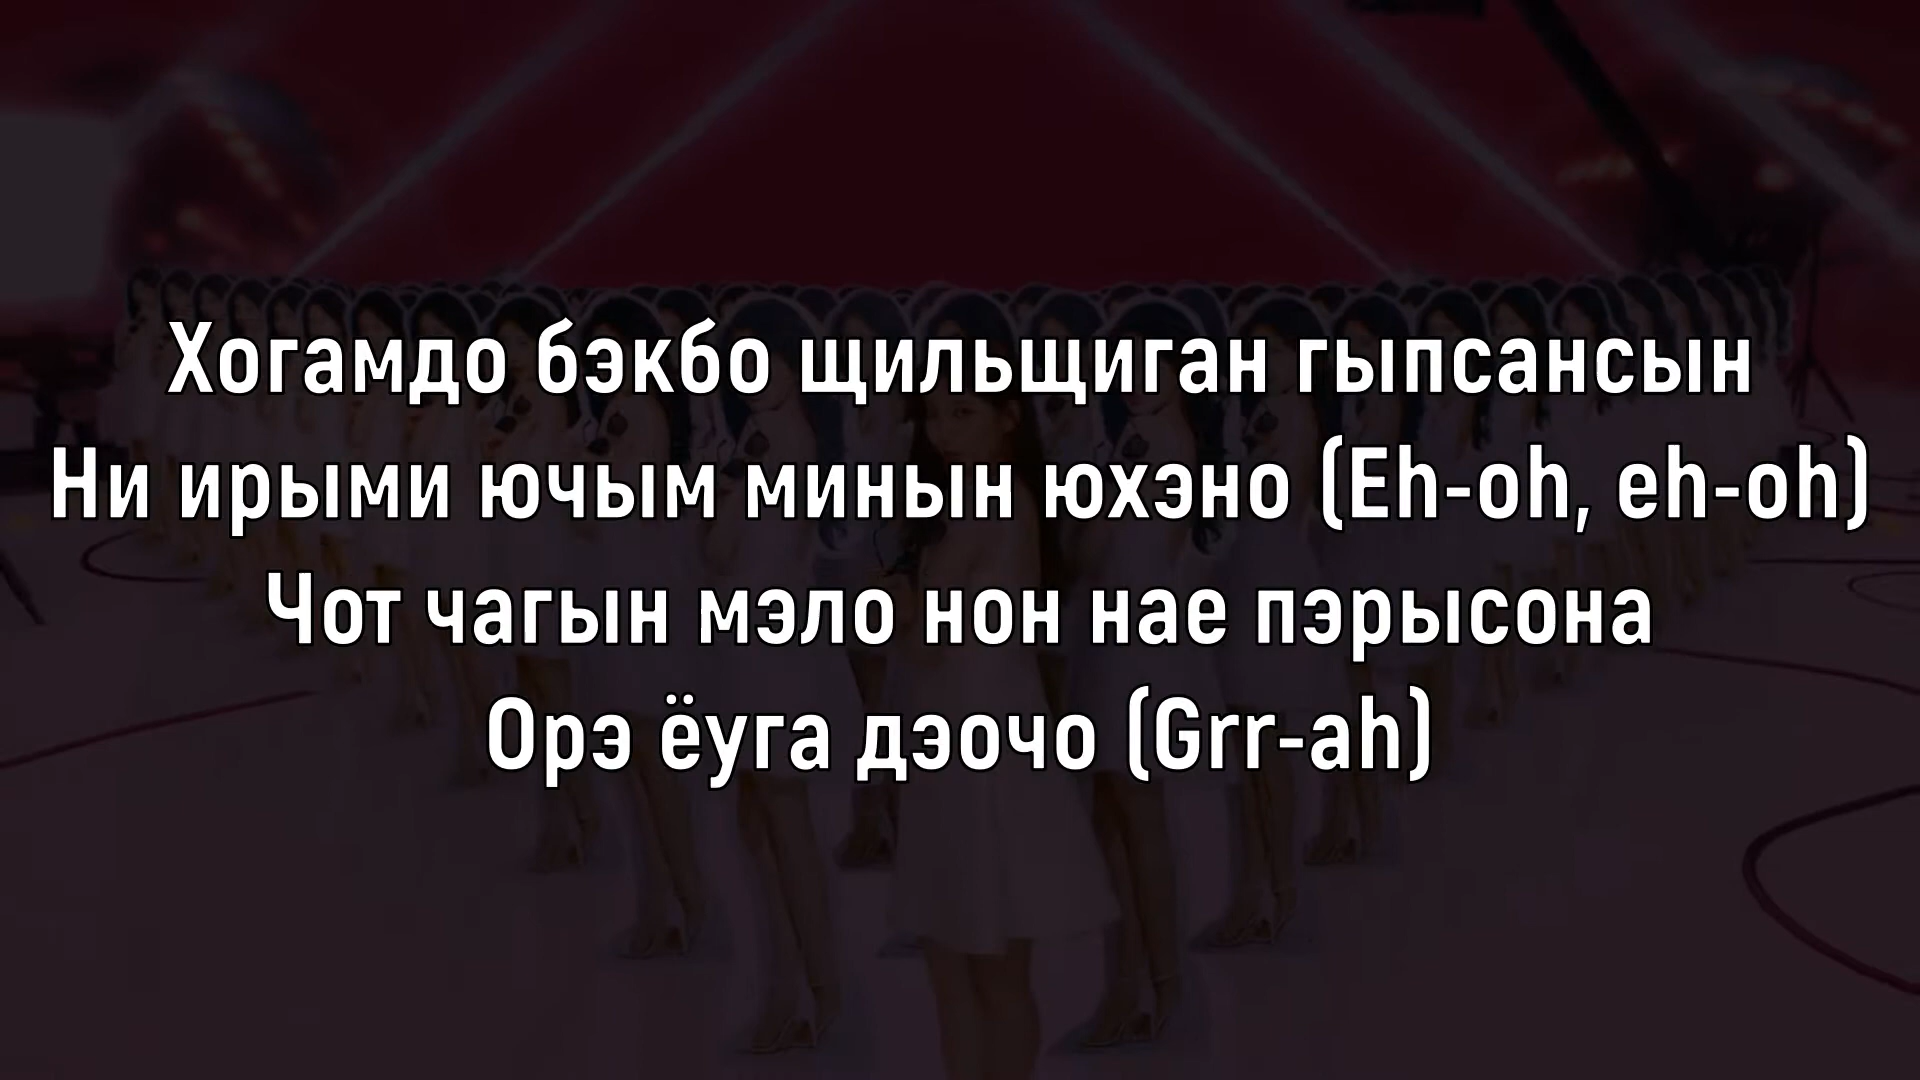 Хогамдо бэкбо щильщиган гыпсансын
Ни ирыми ючым минын юхэно (Eh-oh, eh-oh)
Чот чагын мэло нон нае пэрысона
Орэ ёуга дэочо (Grr-ah)